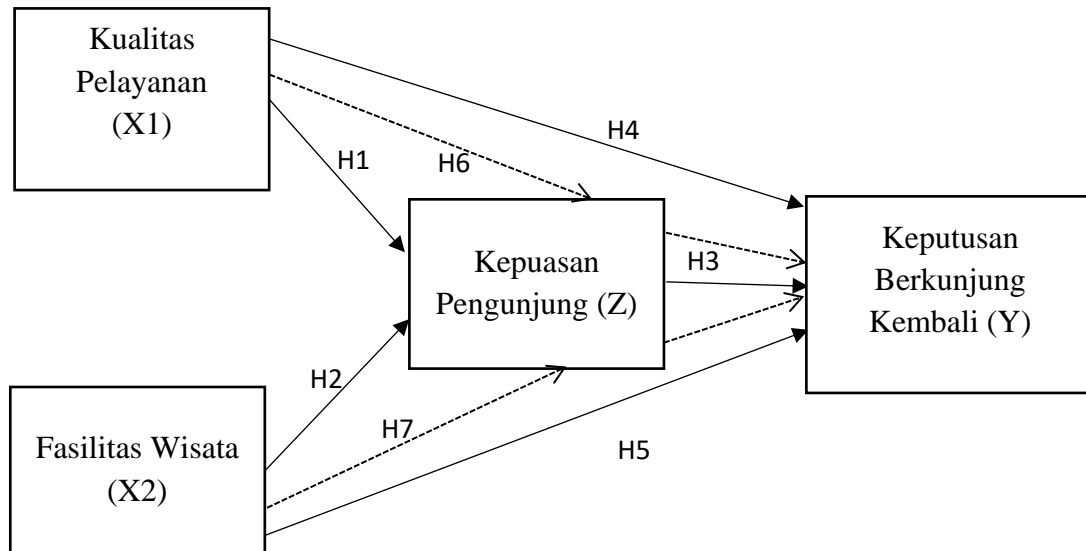 Kualitas
Pelayanan
(X1)
H4
H1
H6
Kepuasan
Pengunjung (Z)
H3
Keputusan
Berkunjung
Kembali (Y)
H2
H7
H5
Fasilitas Wisata
(X2)